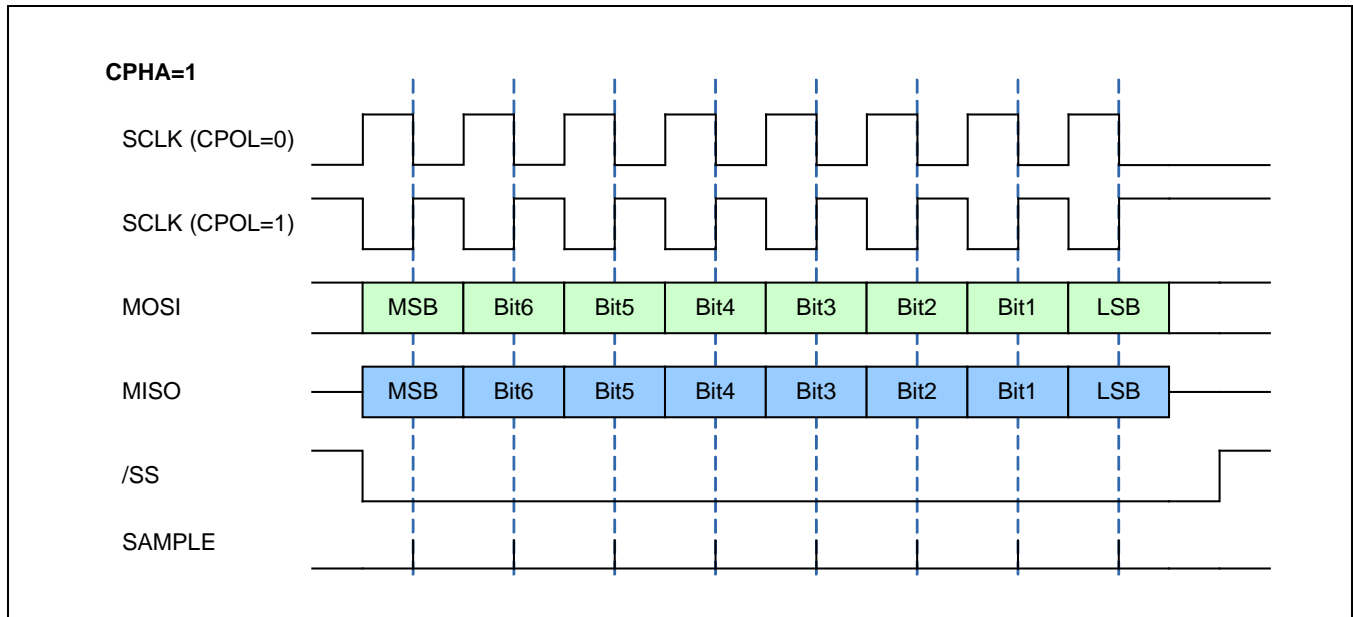 CPHA=1
SCLK (CPOL=0)
SCLK (CPOL=1)
MOSI MSB Bit6 Bit5 Bit4 Bit3 Bit2 Bit1 LSB
MISO MSB Bit6 Bit5 Bit4 Bit3 Bit2 Bit1 LSB
/SS
SAMPLE